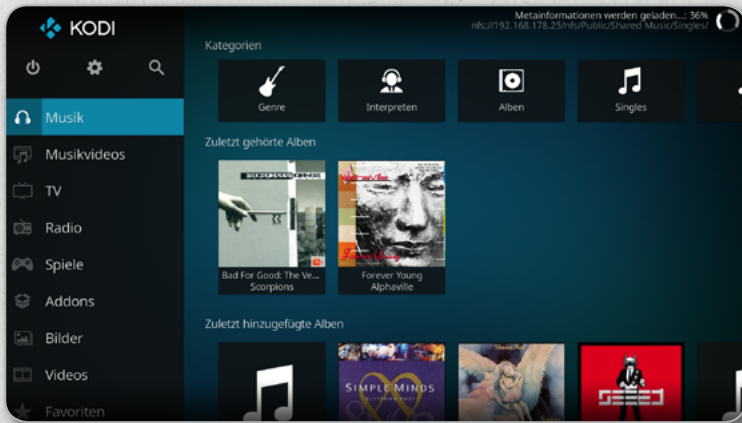 KODI
Metainformationen werden geladen...: 36%
nfs://192.168.178.25/nfs/Public/Shared Music/Singles/
Musik
Musikvideos
TV
Radio
Spiele
Addons
Bilder
Videos
Favoriten
Kategorien
Genre
Interpreten
Alben
Singles
Zuletzt gehörte Alben
Bad For Good: The Ve...
Scorpions
Forever Young
Alphaville
Zuletzt hinzugefügte Alben
SIMPLE MINDS
SEEED